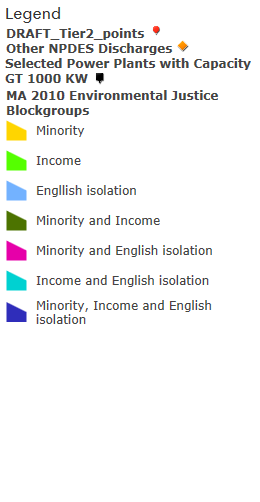 Legend
DRAFT_Tier2_points
Other NPDES Discharges
Selected Power Plants with Capacity
GT 1000 KW
MA 2010 Environmental Justice
Blockgroups
Minority
Income
Engllish isolation
Minority and Income
Minority and English isolation
Income and English isolation
Minority, Income and English
isolation